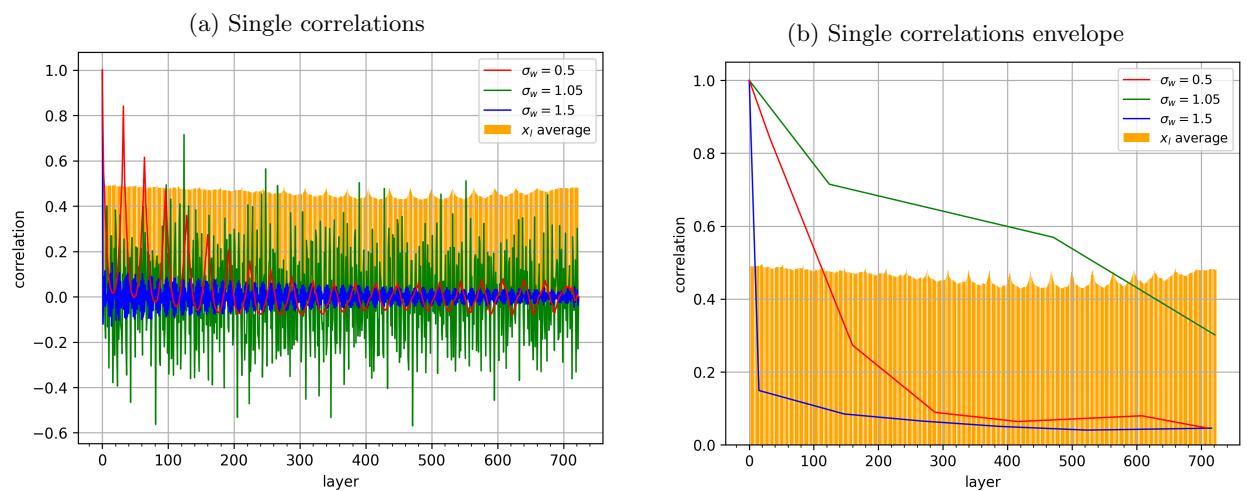 (a) Single correlations
1.0
0.8
0.6
0.4
0.2
0.0
−0.2
−0.4
−0.6
correlation
0 100 200 300 400 500 600 700
layer
σw = 0.5
σw = 1.05
σw = 1.5
xl average
(b) Single correlations envelope
1.0
0.8
0.6
0.4
0.2
0.0
correlation
0 100 200 300 400 500 600 700
layer
σw = 0.5
σw = 1.05
σw = 1.5
xl average